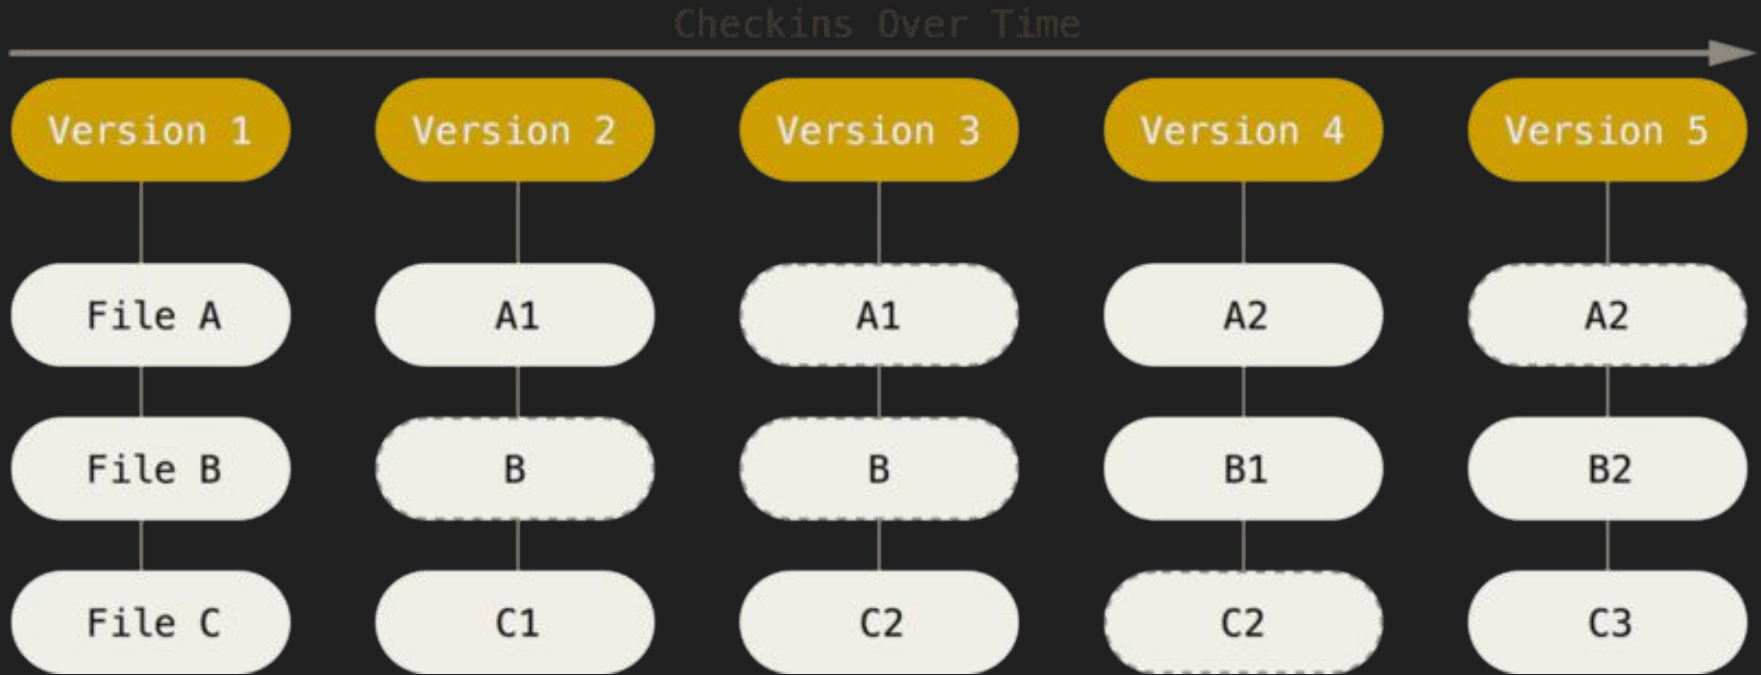 Checkins Over Time
Version 1 Version 2 Version 3 Version 4 Version 5
File A A1 A1 A2 A2
File B B B B1 B2
File C C1 C2 C2 C3